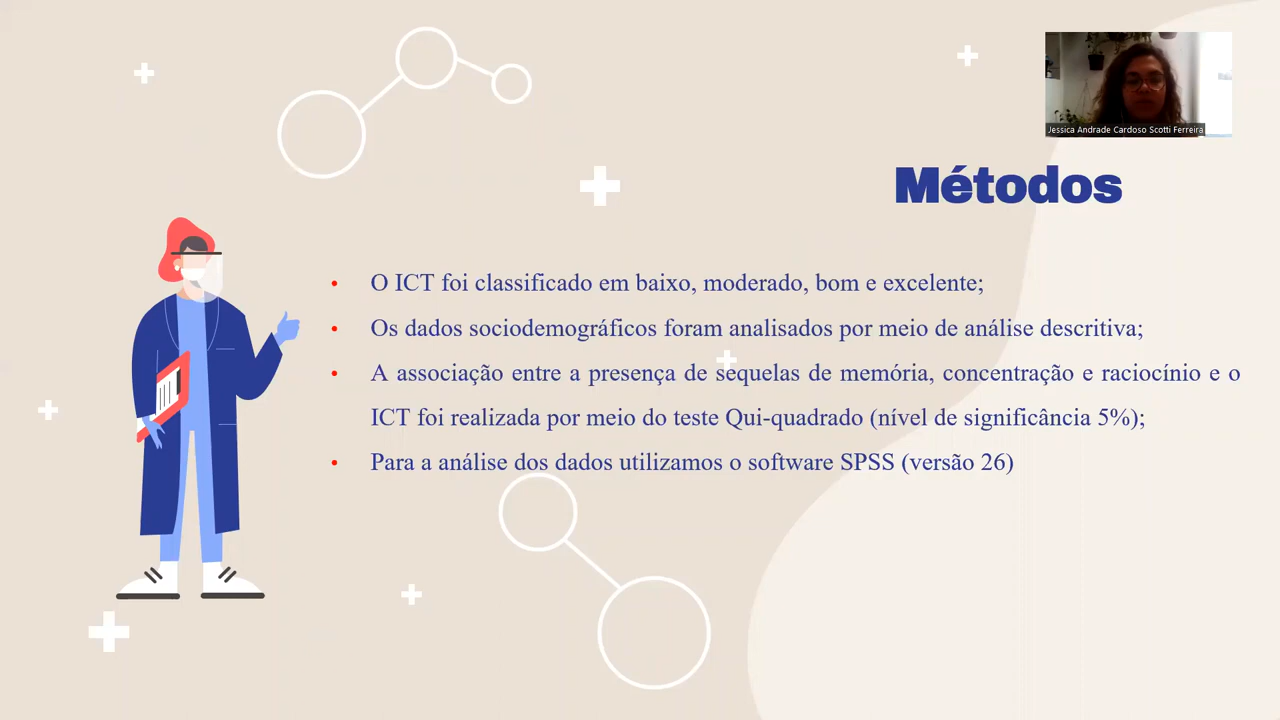 Jessica Andrade Cardoso Scotti Ferreira
Métodos
• O ICT foi classificado em baixo, moderado, bom e excelente;
• Os dados sociodemográficos foram analisados por meio de análise descritiva;
• A associação entre a presença de sequelas de memória, concentração e raciocínio e o
ICT foi realizada por meio do teste Qui-quadrado (nível de significância 5%);
• Para a análise dos dados utilizamos o software SPSS (versão 26)